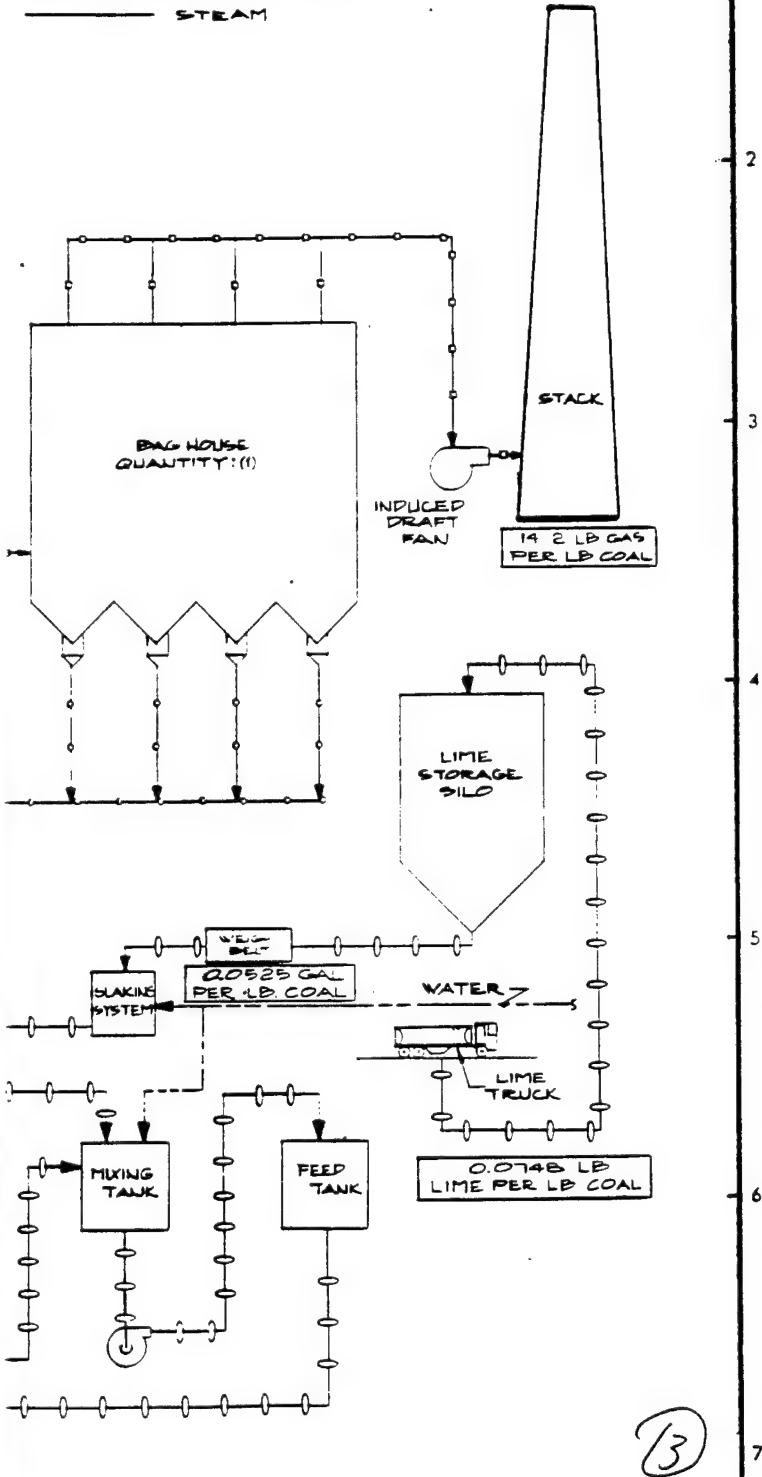 STEAM
2
STACK
3
BAG HOUSE
QUANTITY:(1)
INDUCED
DRAFT
FAN
14.2 LB GAS
PER LB COAL
4
LIME
STORAGE
SILO
WEIGH
BELT
5
0.0525 GAL
PER LB. COAL
WATER
SLAKING
SYSTEM
LIME
TRUCK
MIXING
TANK
FEED
TANK
0.0748 LB
LIME PER LB COAL
6
13
7